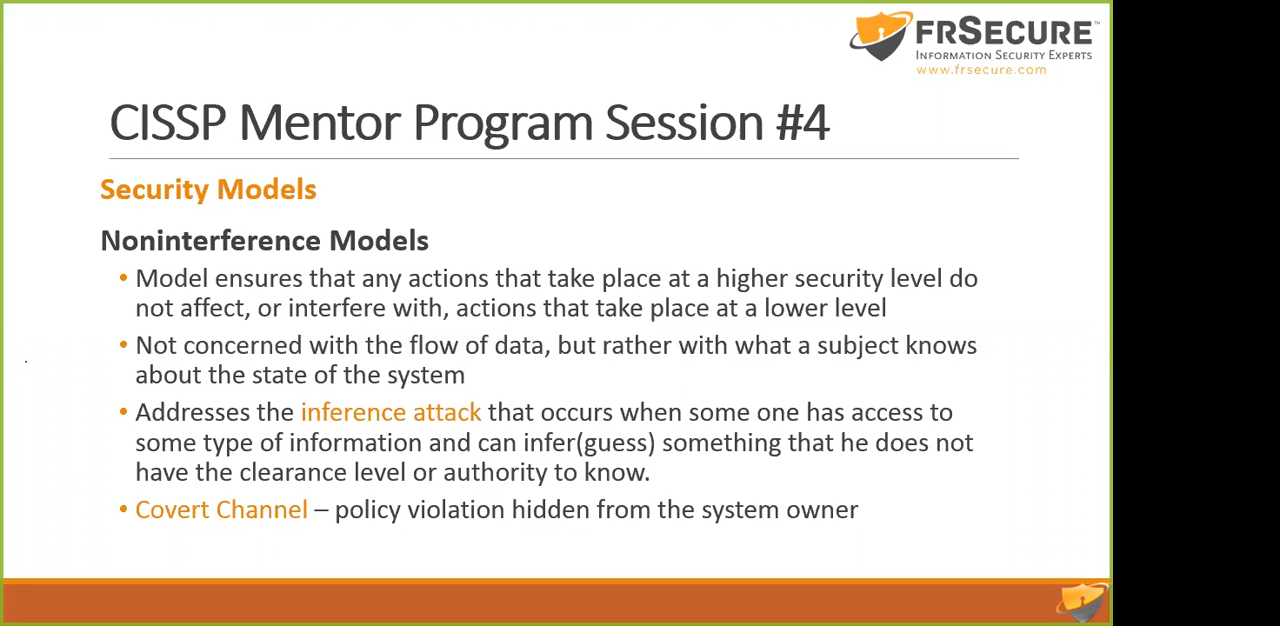 FRSECURE™
INFORMATION SECURITY EXPERTS
www.frsecure.com
CISSP Mentor Program Session #4
Security Models
Noninterference Models
• Model ensures that any actions that take place at a higher security level do
not affect, or interfere with, actions that take place at a lower level
• Not concerned with the flow of data, but rather with what a subject knows
about the state of the system
• Addresses the inference attack that occurs when some one has access to
some type of information and can infer(guess) something that he does not
have the clearance level or authority to know.
• Covert Channel – policy violation hidden from the system owner